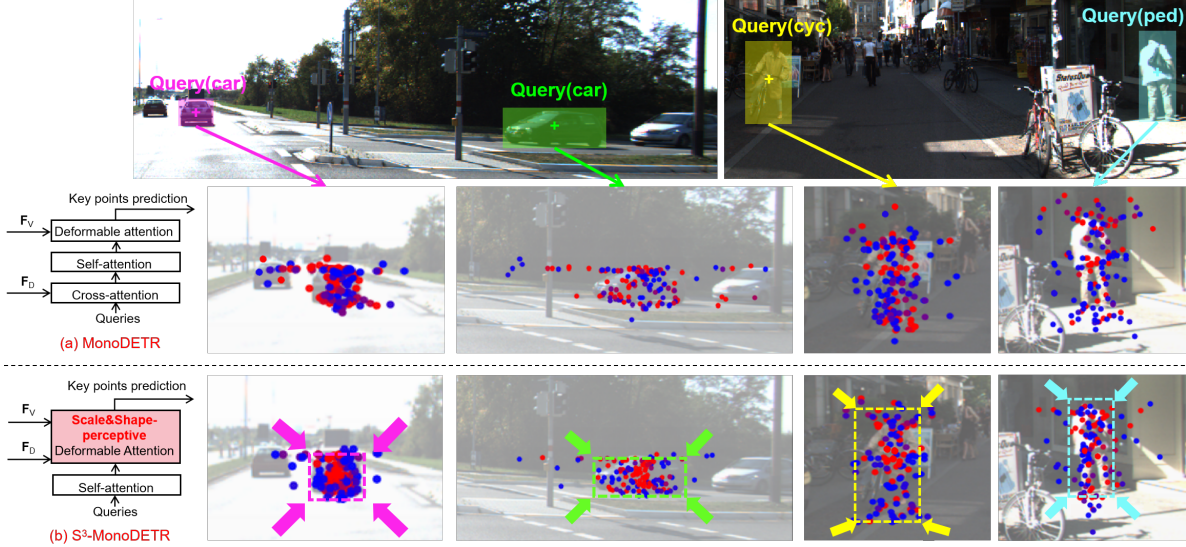 Query(car)
Query(car)
Query(cyc)
Query(ped)
StatusQuo
Key points prediction
F_V
Deformable attention
Self-attention
F_D
Cross-attention
Queries
(a) MonoDETR
Key points prediction
F_V
Scale&Shape-
perceptive
F_D
Deformable Attention
Self-attention
Queries
(b) S³-MonoDETR